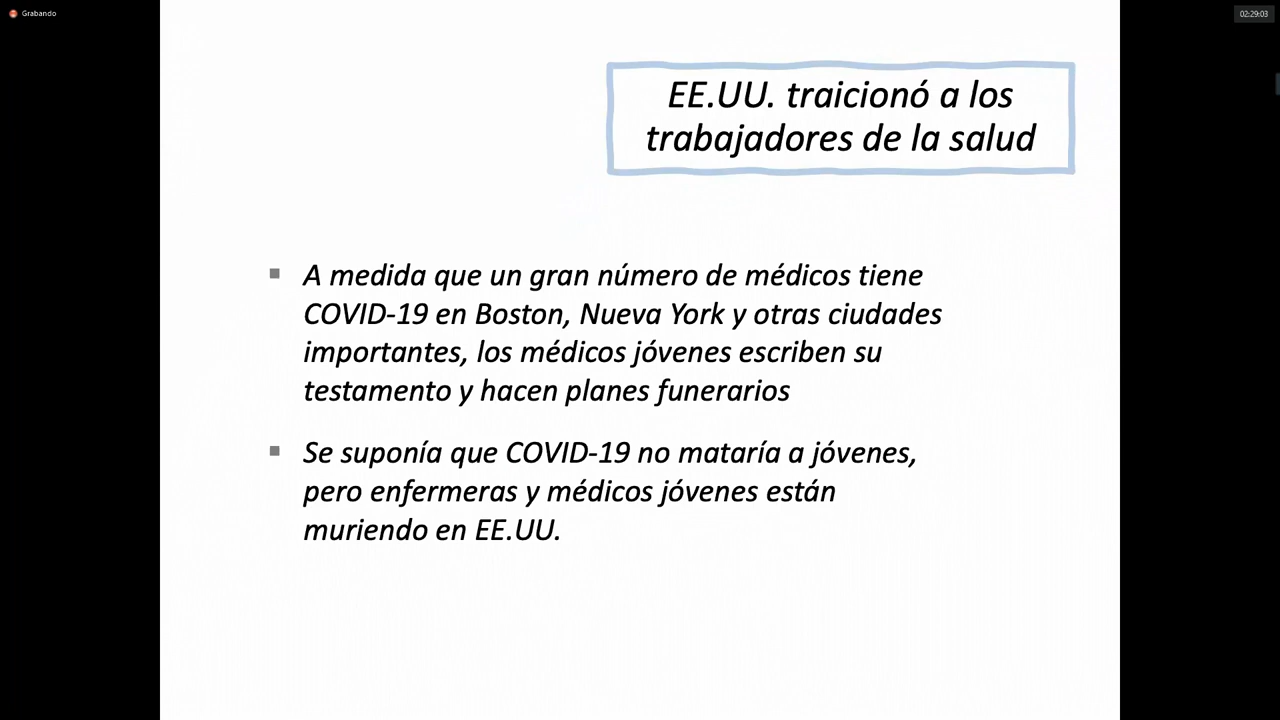 Grabando
02:29:03
EE.UU. traicionó a los
trabajadores de la salud
A medida que un gran número de médicos tiene
COVID-19 en Boston, Nueva York y otras ciudades
importantes, los médicos jóvenes escriben su
testamento y hacen planes funerarios
Se suponía que COVID-19 no mataría a jóvenes,
pero enfermeras y médicos jóvenes están
muriendo en EE.UU.